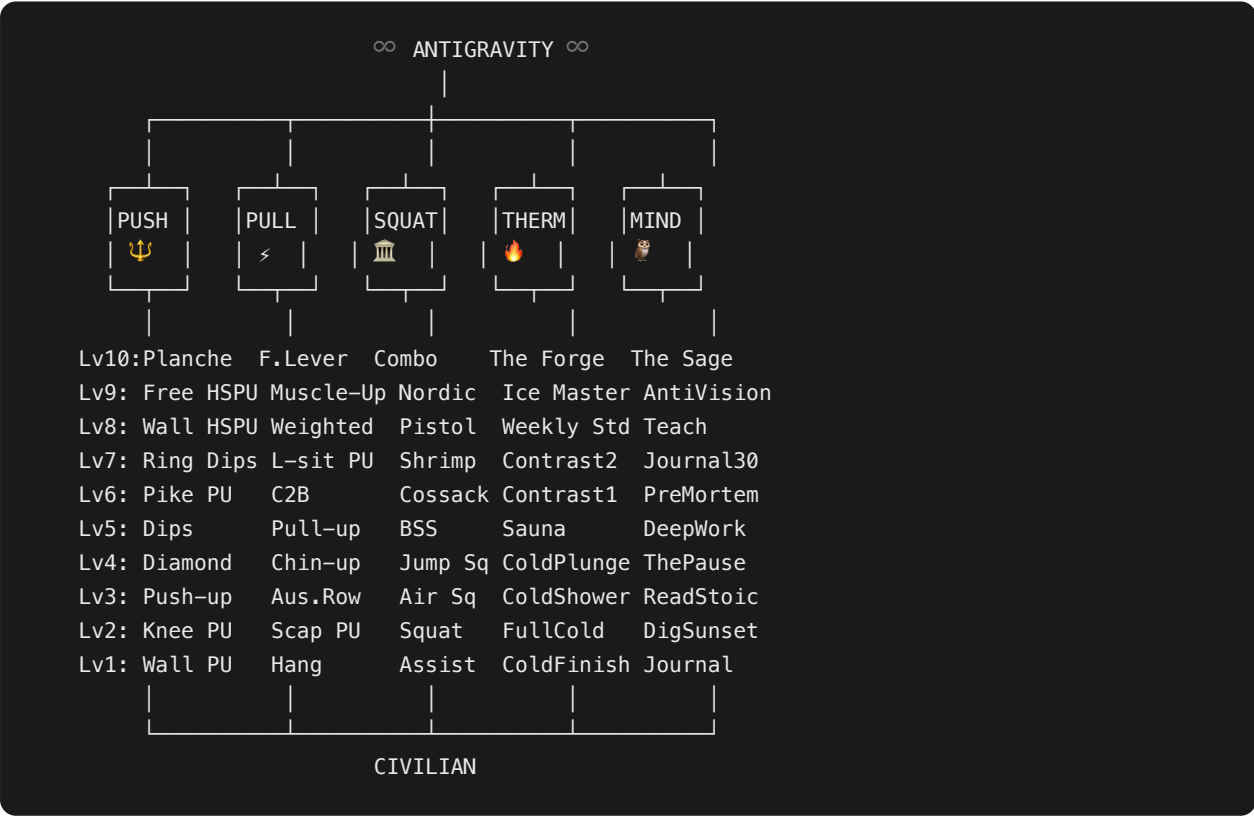 ∞ ANTIGRAVITY ∞
PUSH PULL SQUAT THERM MIND
Lv10:Planche F.Lever Combo The Forge The Sage
Lv9: Free HSPU Muscle-Up Nordic Ice Master AntiVision
Lv8: Wall HSPU Weighted Pistol Weekly Std Teach
Lv7: Ring Dips L-sit PU Shrimp Contrast2 Journal30
Lv6: Pike PU C2B Cossack Contrast1 PreMortem
Lv5: Dips Pull-up BSS Sauna DeepWork
Lv4: Diamond Chin-up Jump Sq ColdPlunge ThePause
Lv3: Push-up Aus.Row Air Sq ColdShower ReadStoic
Lv2: Knee PU Scap PU Squat FullCold DigSunset
Lv1: Wall PU Hang Assist ColdFinish Journal
CIVILIAN